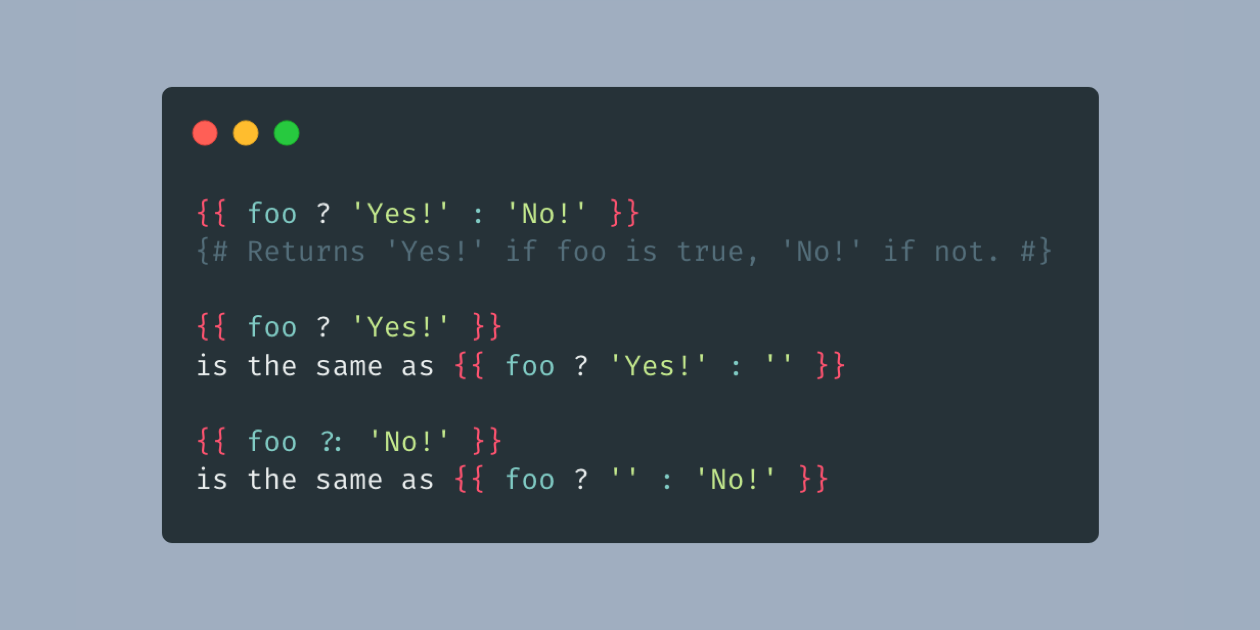 {{ foo ? 'Yes!' : 'No!' }}
{# Returns 'Yes!' if foo is true, 'No!' if not. #}
{{ foo ? 'Yes!' }}
is the same as {{ foo ? 'Yes!' : '' }}
{{ foo ?: 'No!' }}
is the same as {{ foo ? '' : 'No!' }}